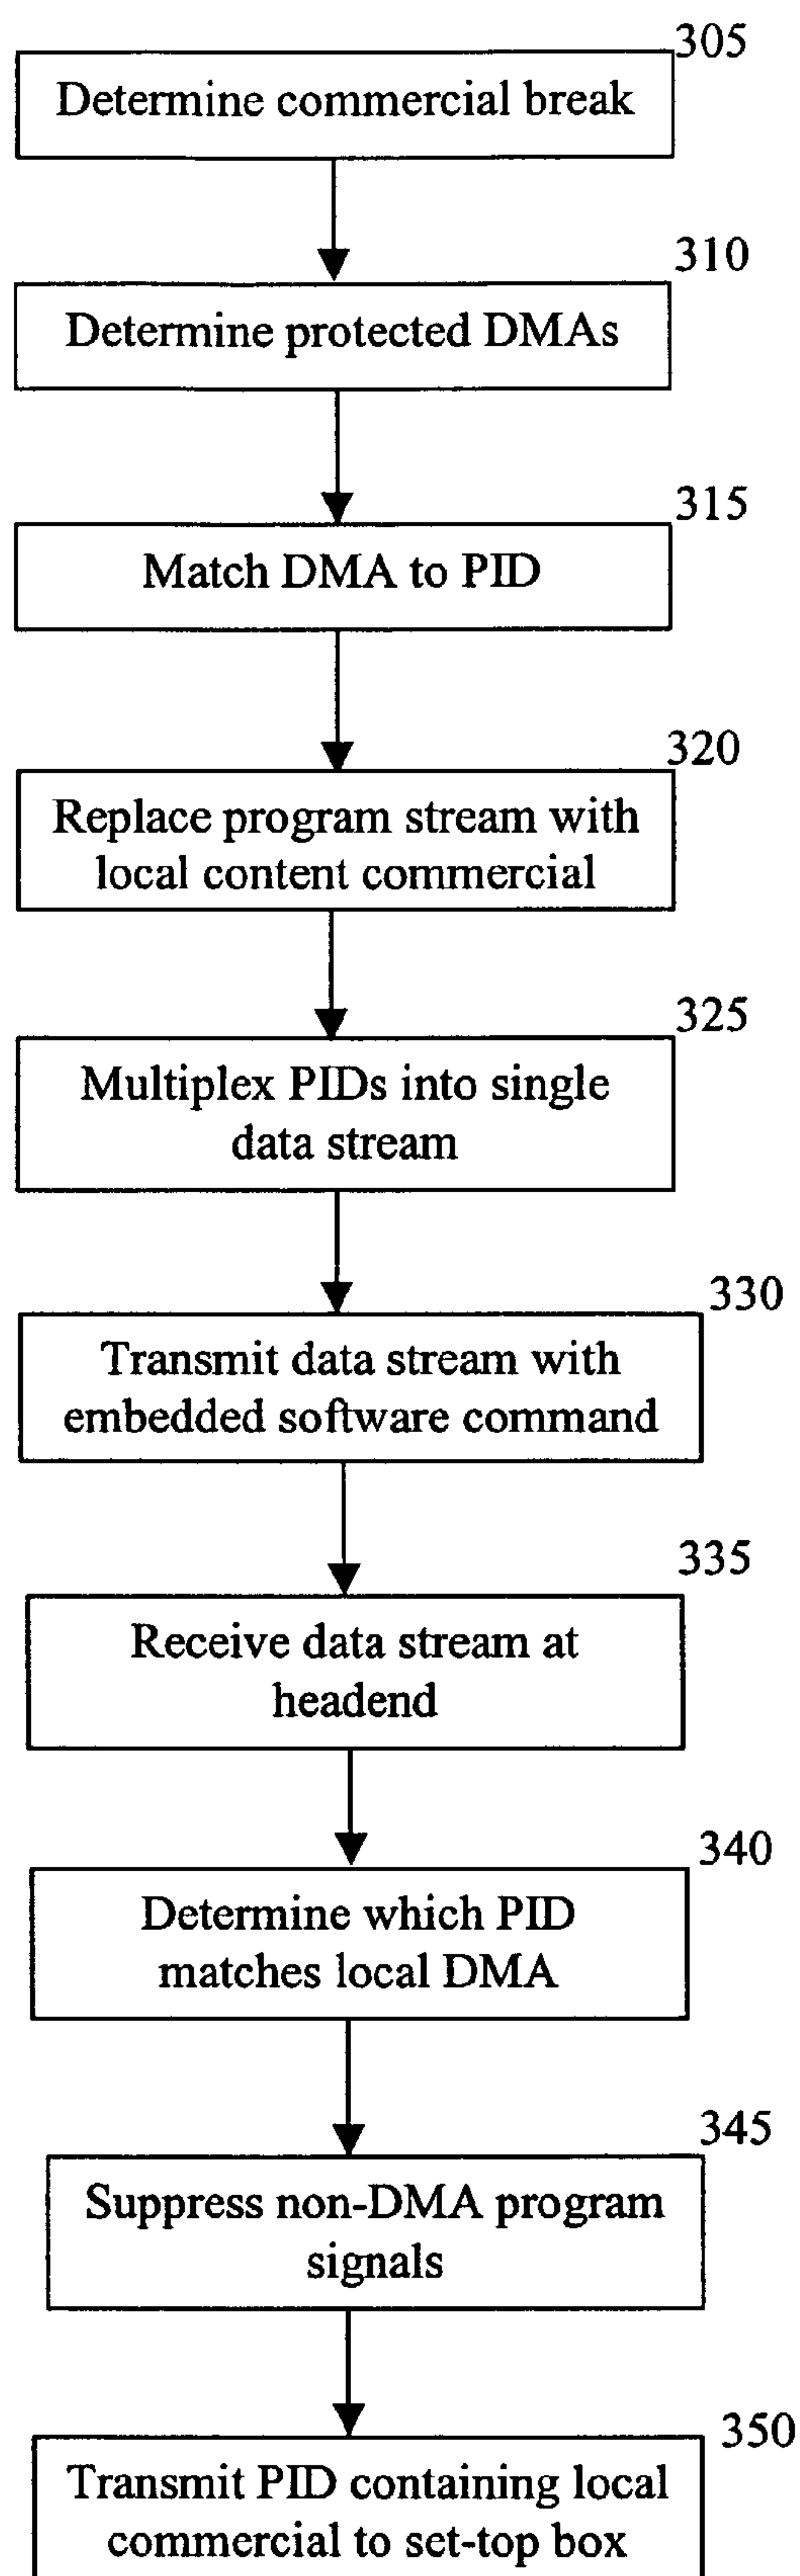 305
Determine commercial break
310
Determine protected DMAs
315
Match DMA to PID
320
Replace program stream with
local content commercial
325
Multiplex PIDs into single
data stream
330
Transmit data stream with
embedded software command
335
Receive data stream at
headend
340
Determine which PID
matches local DMA
345
Suppress non-DMA program
signals
350
Transmit PID containing local
commercial to set-top box